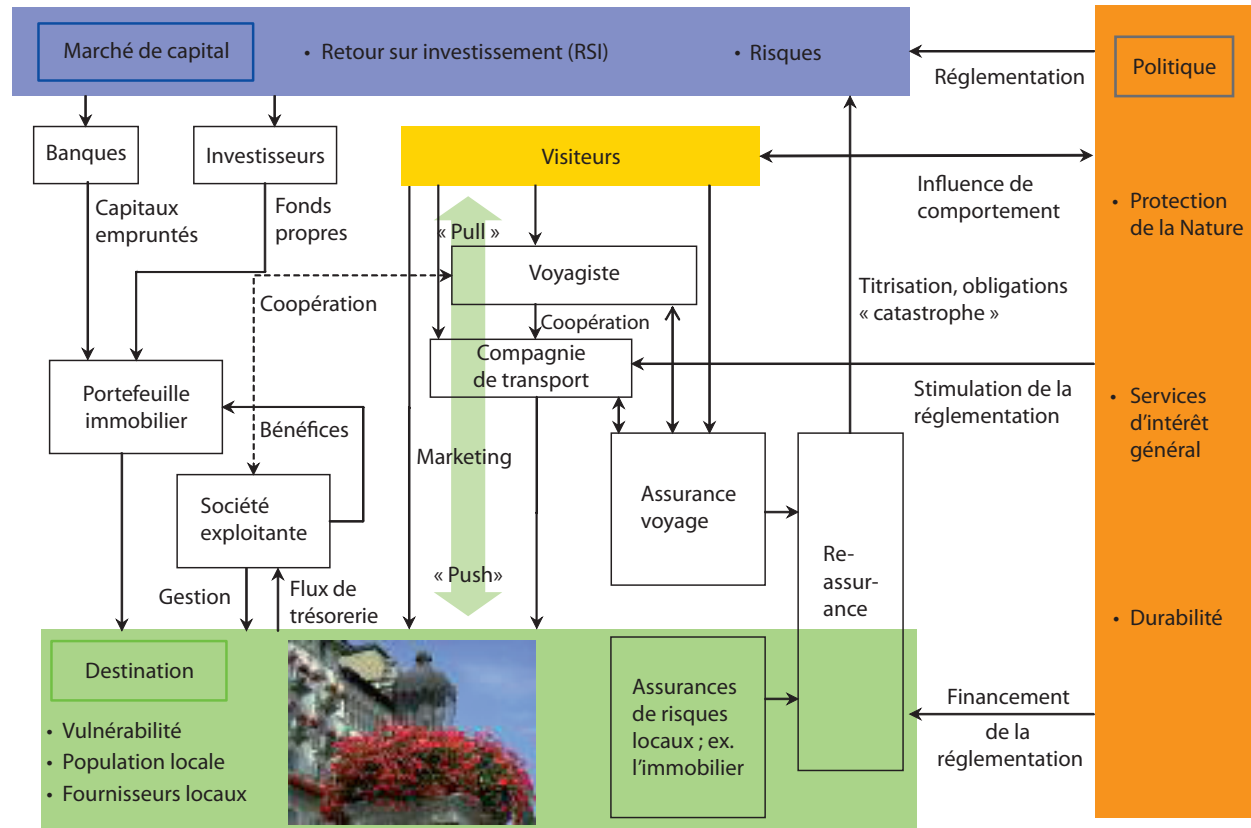 Marché de capital
• Retour sur investissement (RSI)
• Risques
Réglementation
Politique
Banques
Investisseurs
Visiteurs
Influence de
comportement
• Protection
de la Nature
Capitaux
empruntés
Fonds
propres
« Pull »
Voyagiste
Coopération
Titrisation, obligations
« catastrophe »
Coopération
Compagnie
de transport
Portefeuille
immobilier
Bénéfices
Stimulation de la
réglementation
• Services
d'intérêt
général
Marketing
Société
exploitante
Assurance
voyage
Re-
assur-
ance
« Push»
Gestion
Flux de
trésorerie
• Durabilité
Destination
• Vulnérabilité
• Population locale
• Fournisseurs locaux
Assurances
de risques
locaux ; ex.
l'immobilier
Financement
de la
réglementation